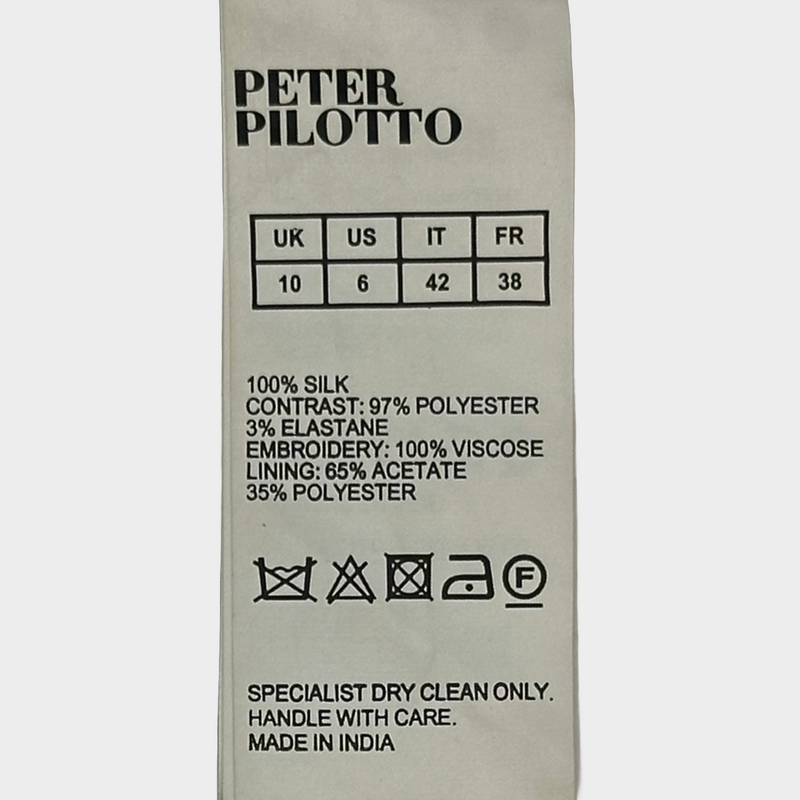 PETER
PILOTTO
UK US IT FR
10 6 42 38
100% SILK
CONTRAST: 97% POLYESTER
3% ELASTANE
EMBROIDERY: 100% VISCOSE
LINING: 65% ACETATE
35% POLYESTER
F
SPECIALIST DRY CLEAN ONLY.
HANDLE WITH CARE.
MADE IN INDIA